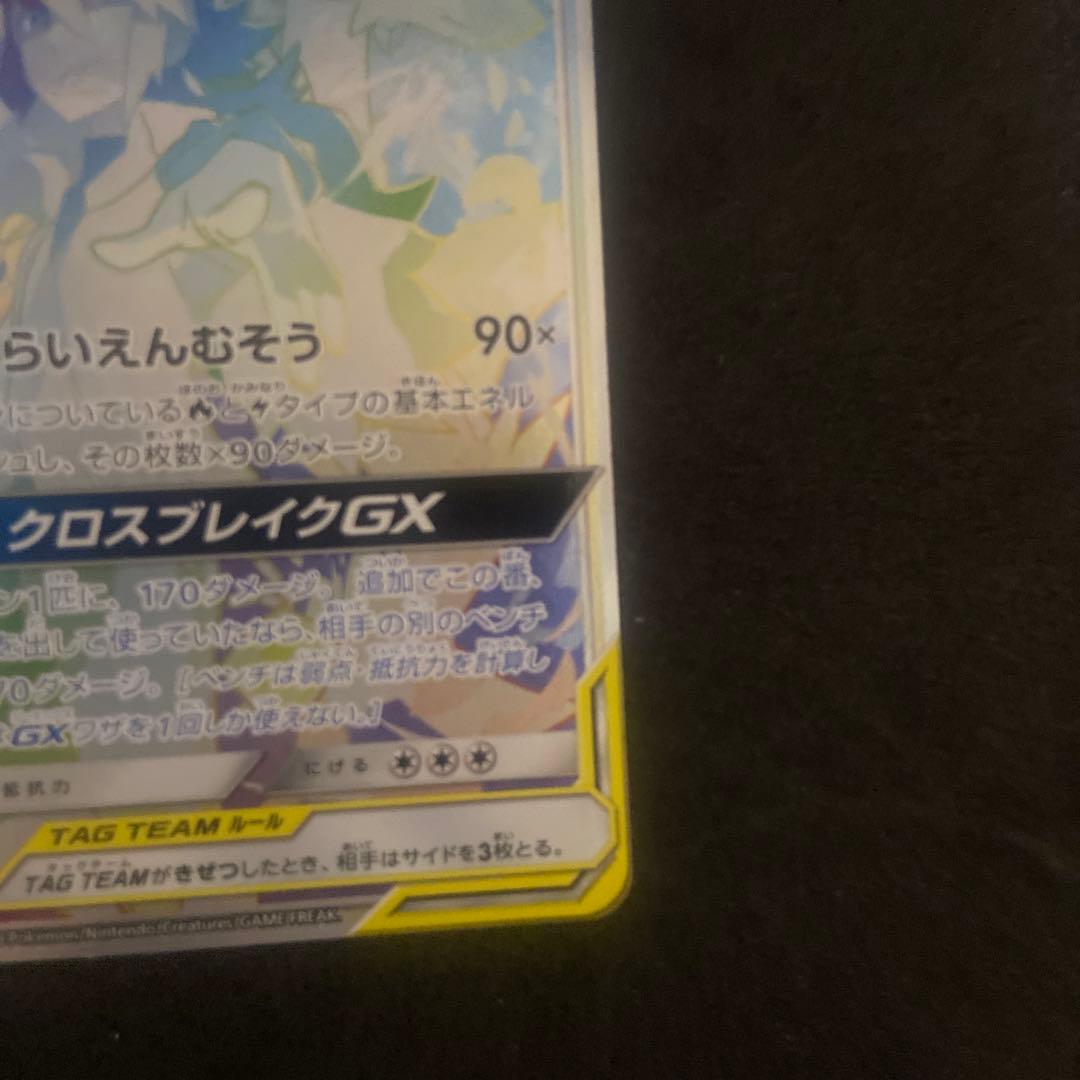 らいえんむそう 90×
についている と タイプの基本エネル
ュし、その枚数×90ダメージ。
クロスブレイクGX
ン1匹に、170ダメージ。追加でこの番、
を出して使っていたなら、相手の別のベンチ
70ダメージ。[ベンチは弱点・抵抗力を計算し
GXワザを1回しか使えない。]
抵抗力 にげる
TAG TEAM ルール
TAG TEAMがきぜつしたとき、相手はサイドを3枚とる。
Pokémon/Nintendo/Creatures/GAME FREAK.